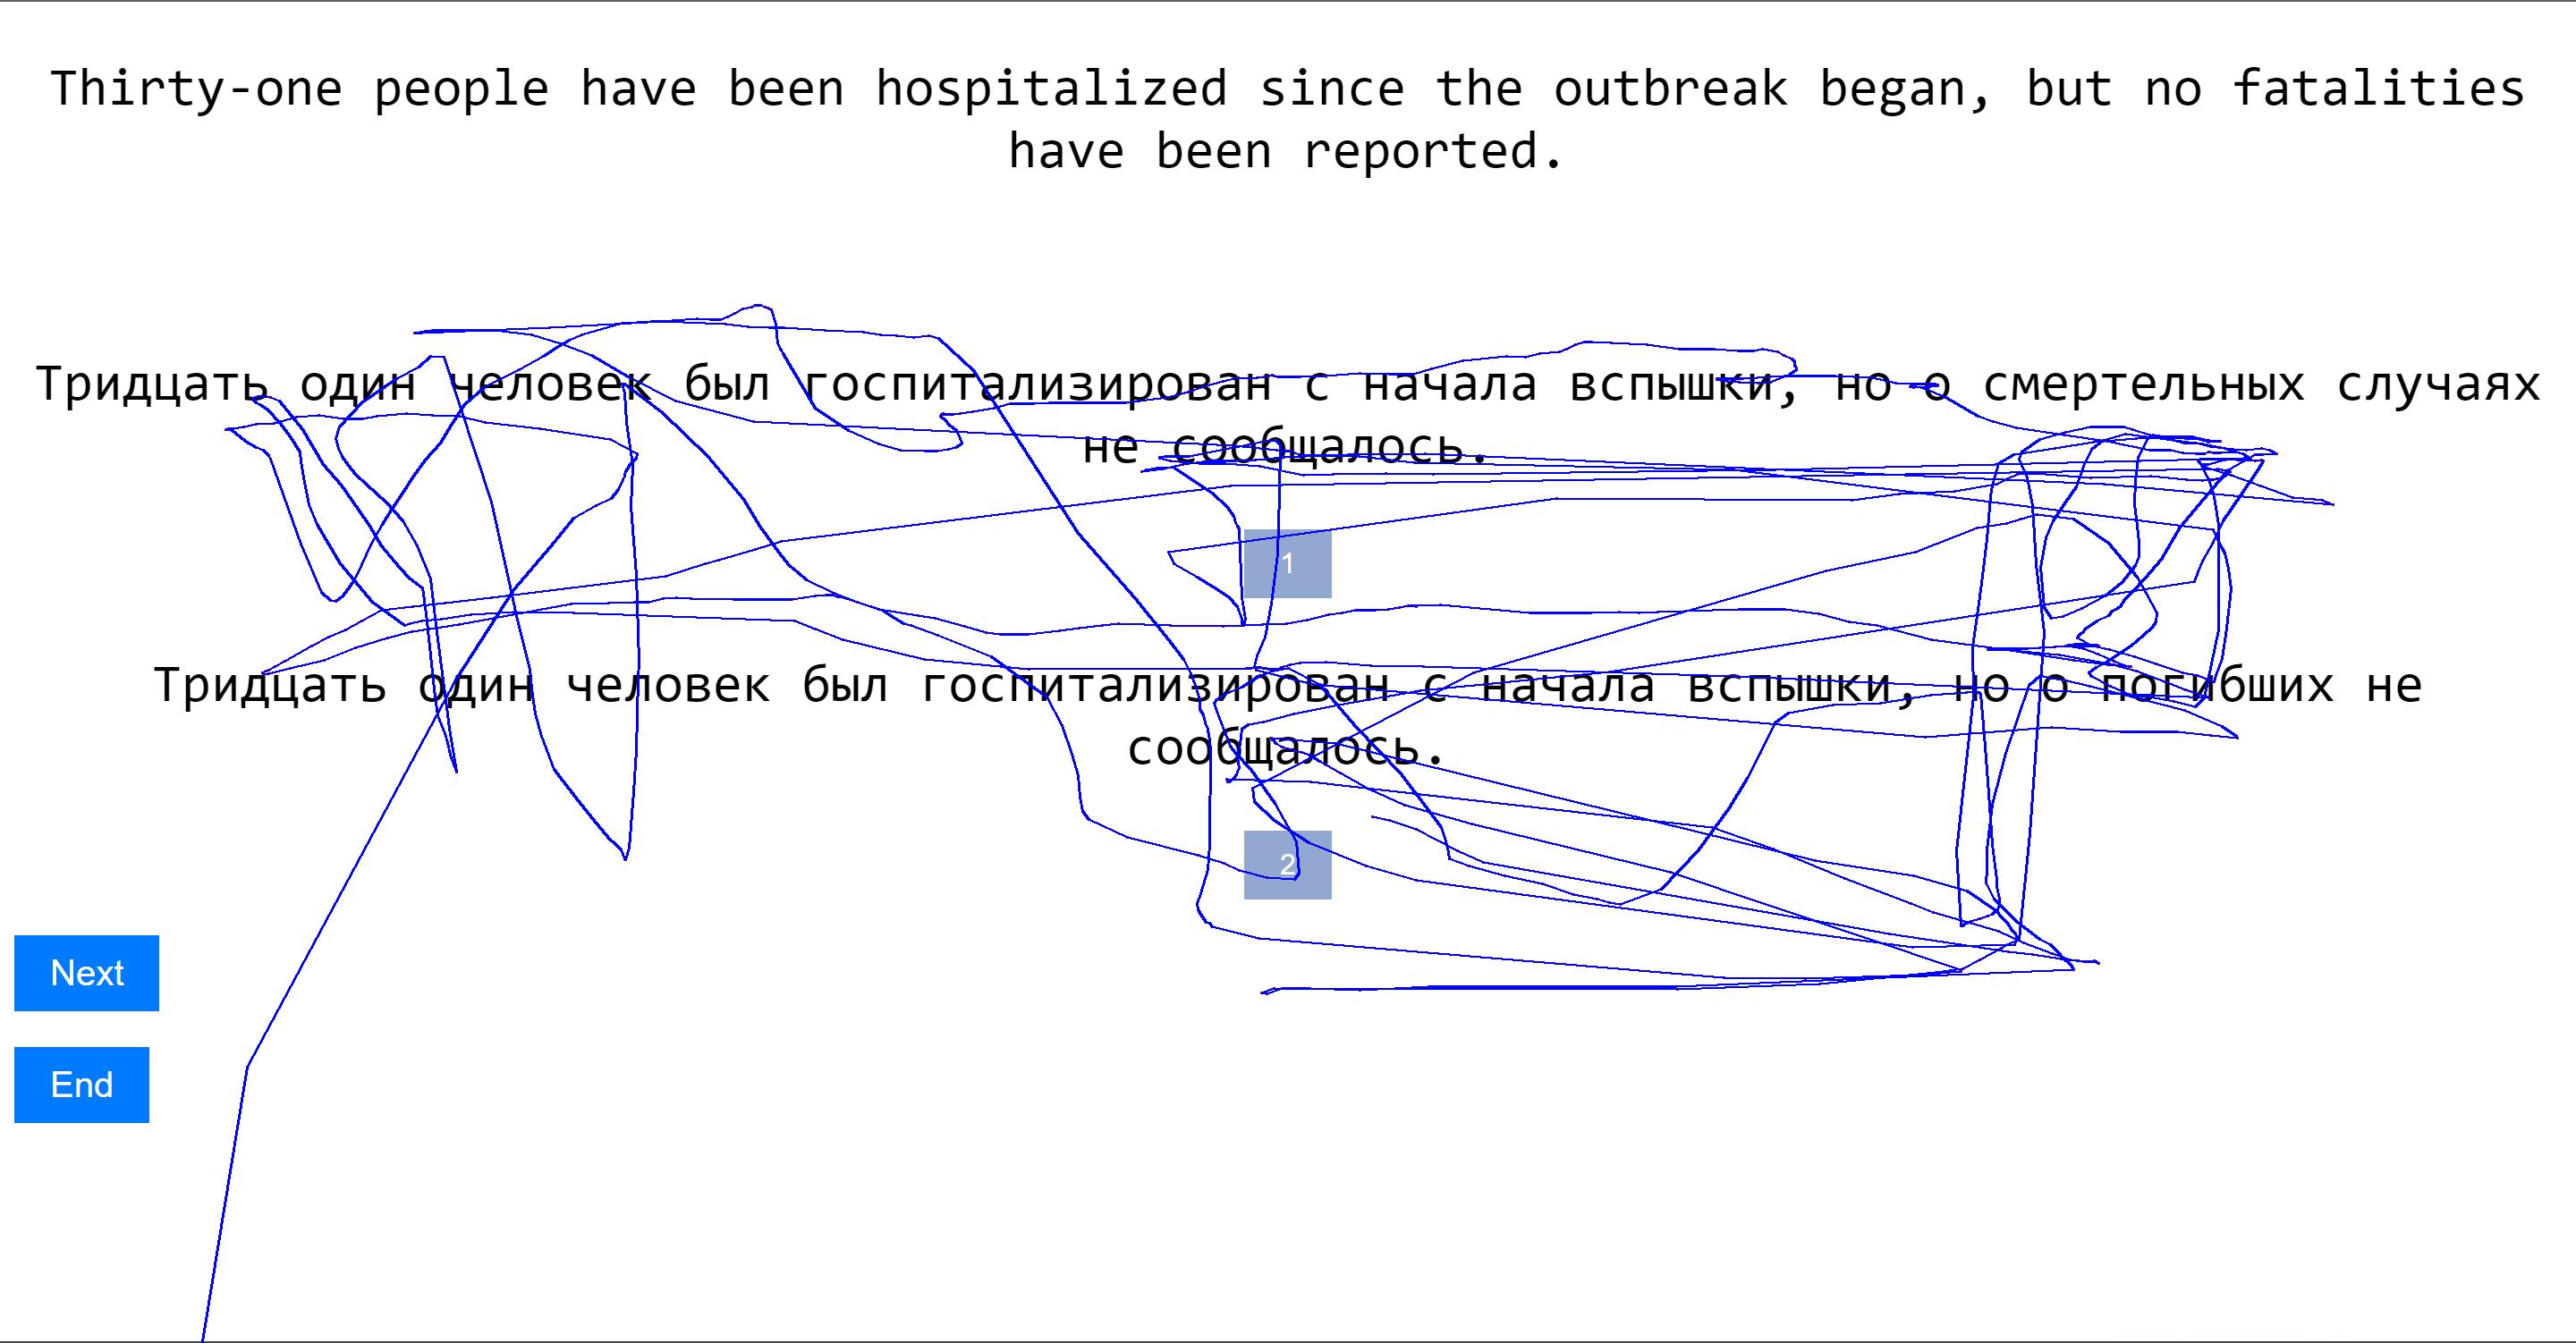 Thirty-one people have been hospitalized since the outbreak began, but no fatalities
have been reported.
Тридцать один человек был госпитализирован с начала вспышки, но о смертельных случаях
не сообщалось.
1
Тридцать один человек был госпитализирован с начала вспышки, но о погибших не
сообщалось.
2
Next
End